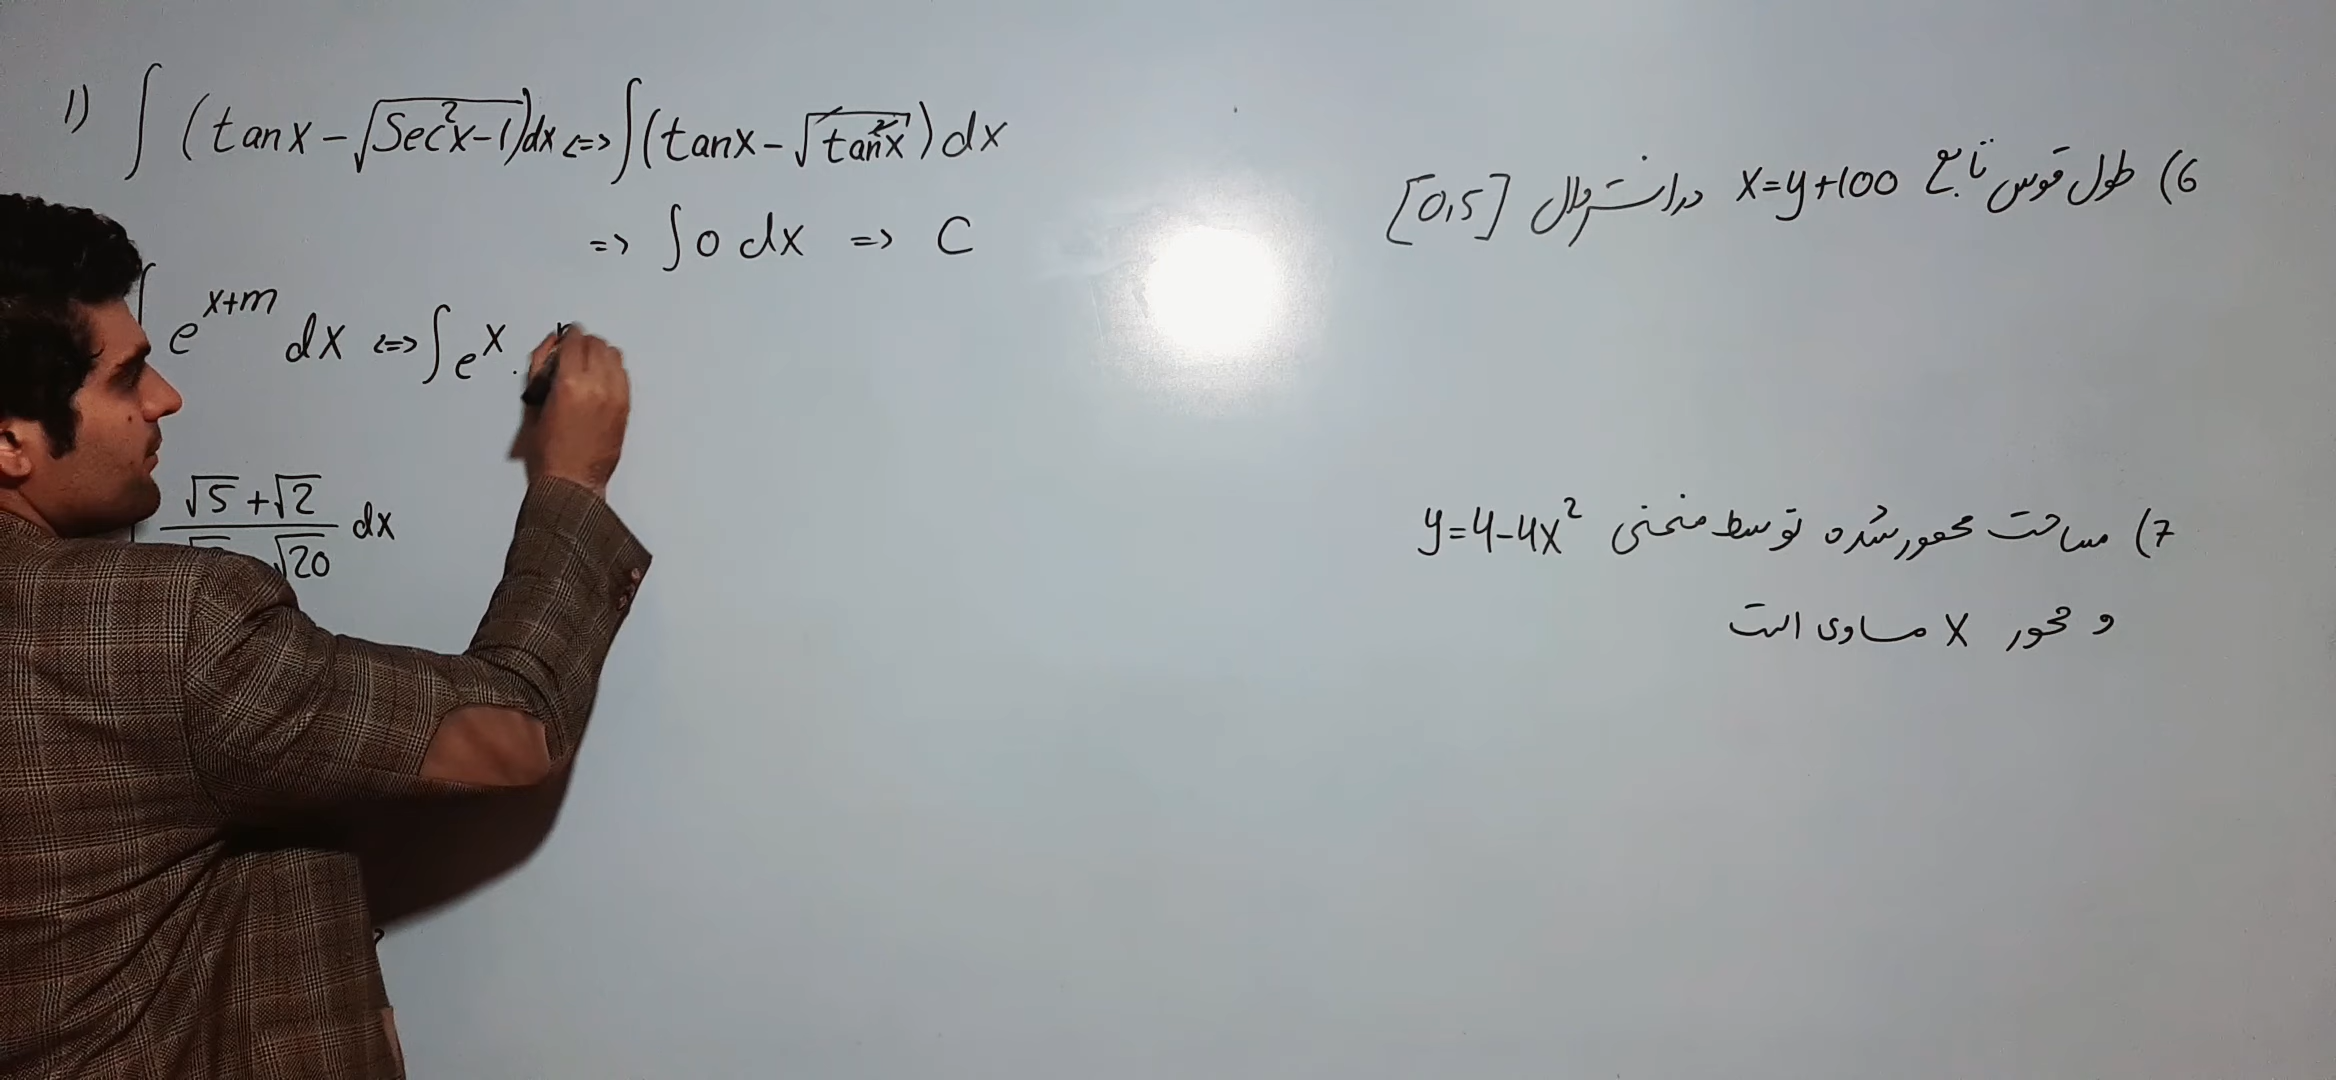 1) ∫ (tanx - √(Sec²x-1))dx <=> ∫(tanx - √(tan²x)) dx
=> ∫ 0 dx => C
∫ e^(x+m) dx <=> ∫ e^x .
√5 + √2
dx
√20
6) طول قوس تابع x=y+100 در انتروال [0,5]
7) مساحت محصور شده توسط منحنی y=4-4x²
و محور x مساوی است